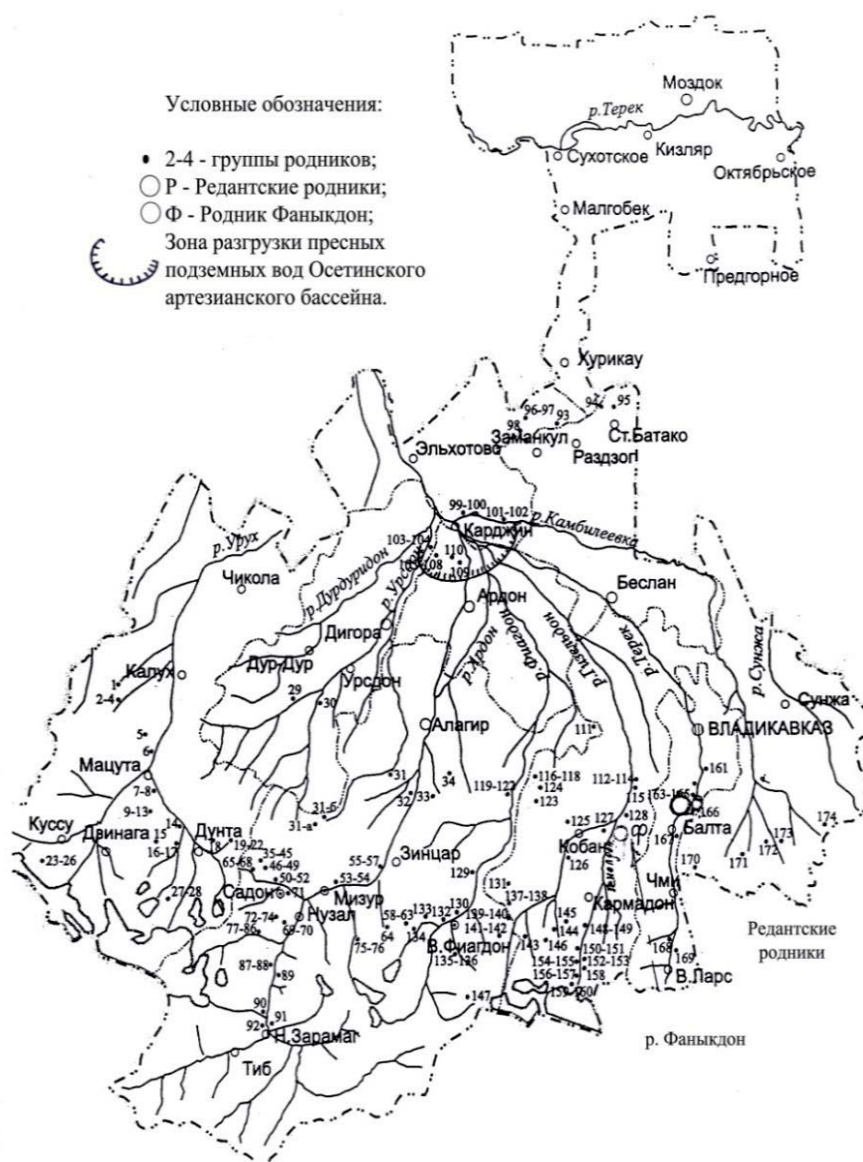 Условные обозначения:
2-4 - группы родников;
Р - Редантские родники;
Ф - Родник Фаныкдон;
Зона разгрузки пресных
подземных вод Осетинского
артезианского бассейна.
Моздок
р.Терек
Кизляр
Сухотское
Октябрьское
Малгобек
Предгорное
Хурикау
94
95
96-97
93
98
Заманкул
Ст.Батако
Раздзог
Эльхотово
99-100
101-102
Карджин
р.Камбилеевка
р.Урух
103-104
110
108
109
Чикола
р.Дурдуридон
р.Урсдон
Беслан
Ардон
Дигора
р.Ардон
р.Фиагдон
р.Гизельдон
р.Терек
р.Сунжа
Дур-Дур
Калух
1
2-4
Урсдон
29
30
Сунжа
5
6
Алагир
111
ВЛАДИКАВКАЗ
Мацута
7-8
31
34
32
33
119-122
116-118
124
123
112-114
115
161
166
9-13
14
31-б
31-а
125
127
128
Балта
167
174
Куссу
Двинага
15
16-17
Дунта
18
19-22
35-45
46-49
65-68
50-52
55-57
Зинцар
Кобан
126
173
172
171
170
23-26
129
131
Чми
27-28
Садон
71
53-54
Мизур
Нузал
137-138
Кармадон
72-74
77-86
69-70
58-63
133
132
130
139-140
145
144
148-149
Редантские
родники
64
134
В.Фиагдон
141-142
143
146
150-151
75-76
135-136
154-155
152-153
168
169
87-88
89
156-157
158
В.Ларс
147
90
91
92
Н.Зарамаг
Тиб
р. Фаныкдон